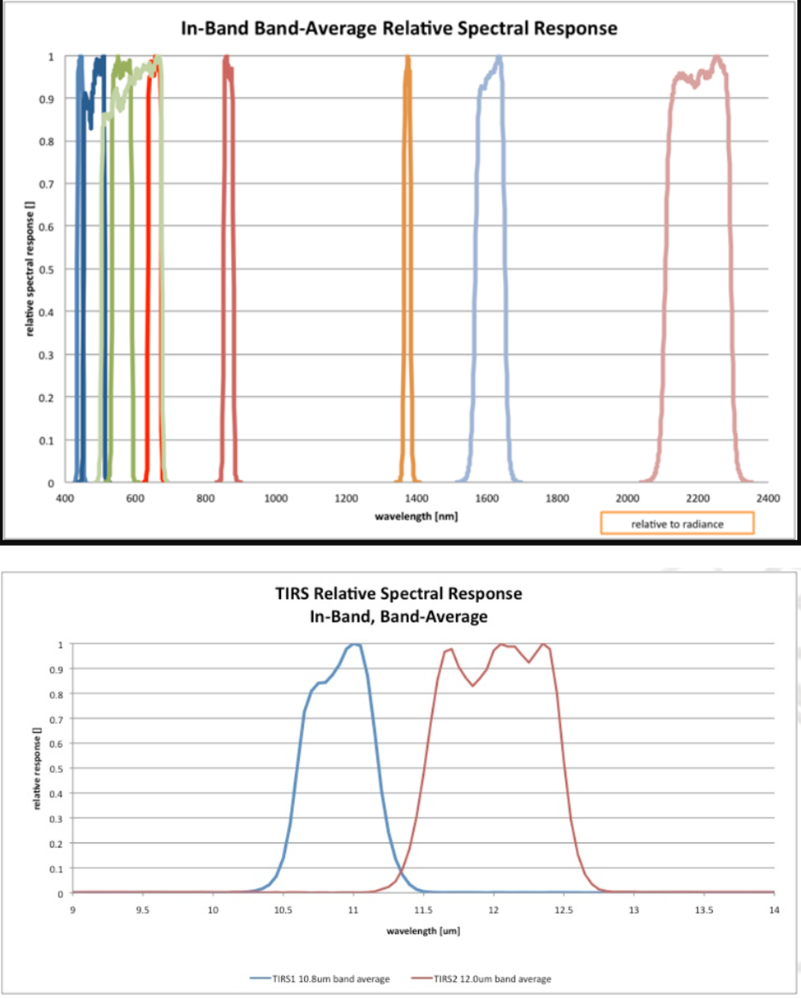 In-Band Band-Average Relative Spectral Response
1
0.9
0.8
0.7
0.6
0.5
0.4
0.3
0.2
0.1
0
relative spectral response []
400 600 800 1000 1200 1400 1600 1800 2000 2200 2400
wavelength [nm]
relative to radiance
TIRS Relative Spectral Response
In-Band, Band-Average
1
0.9
0.8
0.7
0.6
0.5
0.4
0.3
0.2
0.1
0
relative response []
9 9.5 10 10.5 11 11.5 12 12.5 13 13.5 14
wavelength [um]
TIRS1 10.8um band average TIRS2 12.0um band average